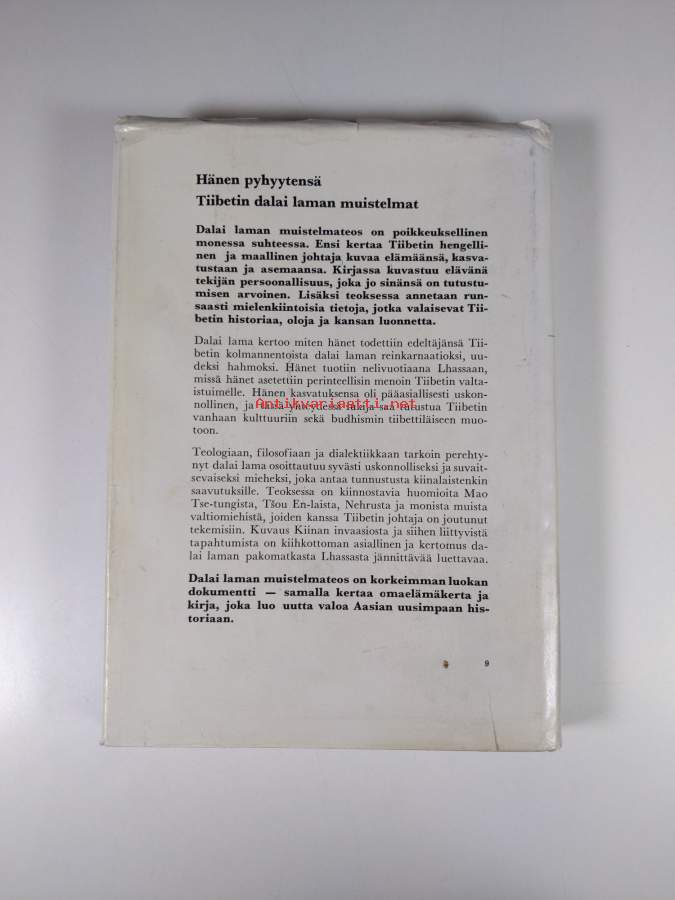 Hänen pyhyytensä
Tiibetin dalai laman muistelmat
Dalai laman muistelmateos on poikkeuksellinen
monessa suhteessa. Ensi kertaa Tiibetin hengelli-
nen ja maallinen johtaja kuvaa elämäänsä, kasva-
tustaan ja asemaansa. Kirjassa kuvastuu elävänä
tekijän persoonallisuus, joka jo sinänsä on tutustu-
misen arvoinen. Lisäksi teoksessa annetaan run-
saasti mielenkiintoisia tietoja, jotka valaisevat Tii-
betin historiaa, oloja ja kansan luonnetta.
Dalai lama kertoo miten hänet todettiin edeltäjänsä Tii-
betin kolmannentoista dalai laman reinkarnaatioksi, uu-
deksi hahmoksi. Hänet tuotiin nelivuotiaana Lhassaan,
missä hänet asetettiin perinteellisin menoin Tiibetin valta-
istuimelle. Hänen kasvatuksensa oli pääasiallisesti uskon-
nollinen, ja tässä yhteydessä lukija saa tutustua Tiibetin
Antikvariaatti.net
vanhaan kulttuuriin sekä budhismin tiibettiläiseen muo-
toon.
Teologiaan, filosofiaan ja dialektiikkaan tarkoin perehty-
nyt dalai lama osoittautuu syvästi uskonnolliseksi ja suvait-
sevaiseksi mieheksi, joka antaa tunnustusta kiinalaistenkin
saavutuksille. Teoksessa on kiinnostavia huomioita Mao
Tse-tungista, Tšou En-laista, Nehrusta ja monista muista
valtiomiehistä, joiden kanssa Tiibetin johtaja on joutunut
tekemisiin. Kuvaus Kiinan invaasiosta ja siihen liittyvistä
tapahtumista on kiihkottoman asiallinen ja kertomus da-
lai laman pakomatkasta Lhassasta jännittävää luettavaa.
Dalai laman muistelmateos on korkeimman luokan
dokumentti — samalla kertaa omaelämäkerta ja
kirja, joka luo uutta valoa Aasian uusimpaan his-
toriaan.
9